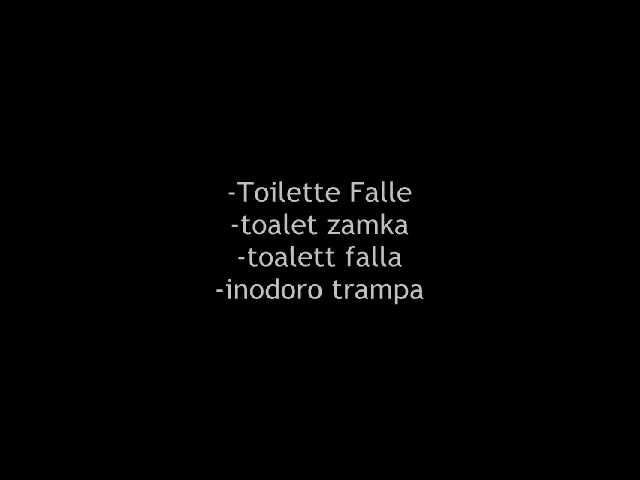 -Toilette Falle
-toalet zamka
-toalett falla
-inodoro trampa